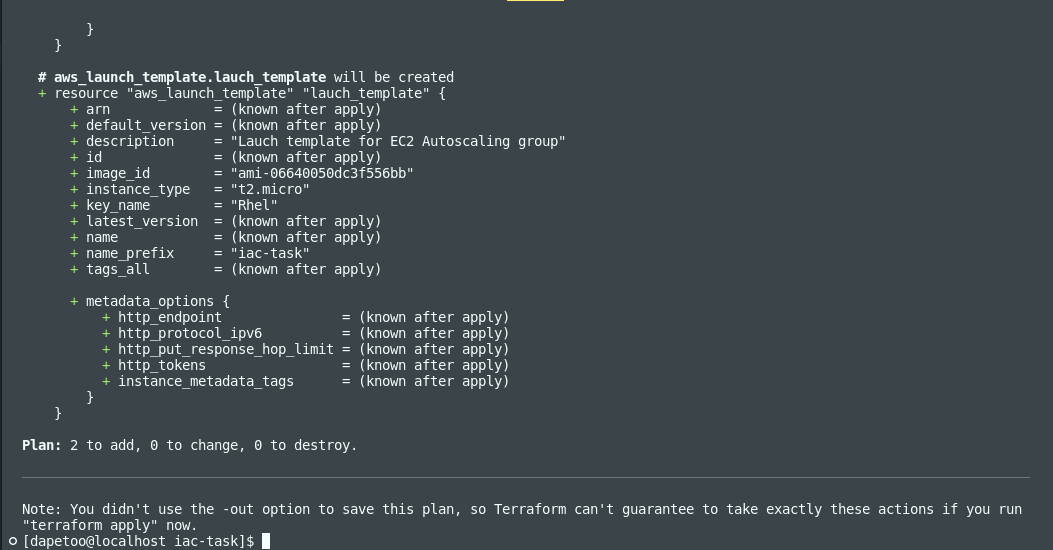 }
    }

  # aws_launch_template.lauch_template will be created
  + resource "aws_launch_template" "lauch_template" {
      + arn             = (known after apply)
      + default_version = (known after apply)
      + description     = "Lauch template for EC2 Autoscaling group"
      + id              = (known after apply)
      + image_id        = "ami-06640050dc3f556bb"
      + instance_type   = "t2.micro"
      + key_name        = "Rhel"
      + latest_version  = (known after apply)
      + name            = (known after apply)
      + name_prefix     = "iac-task"
      + tags_all        = (known after apply)

      + metadata_options {
          + http_endpoint               = (known after apply)
          + http_protocol_ipv6          = (known after apply)
          + http_put_response_hop_limit = (known after apply)
          + http_tokens                 = (known after apply)
          + instance_metadata_tags      = (known after apply)
        }
    }

Plan: 2 to add, 0 to change, 0 to destroy.

Note: You didn't use the -out option to save this plan, so Terraform can't guarantee to take exactly these actions if you run
"terraform apply" now.
[dapetoo@localhost iac-task]$